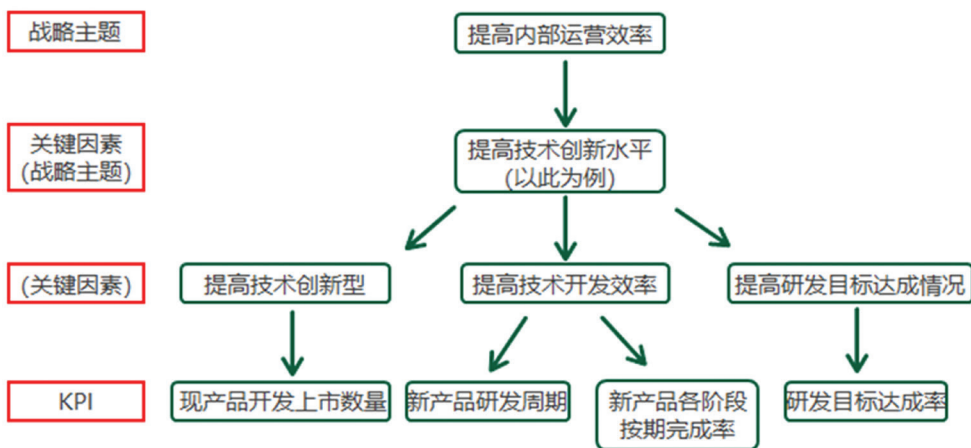 战略主题
提高内部运营效率
关键因素
(战略主题)
提高技术创新水平
(以此为例)
(关键因素)
提高技术创新型
提高技术开发效率
提高研发目标达成情况
KPI
现产品开发上市数量
新产品研发周期
新产品各阶段
按期完成率
研发目标达成率